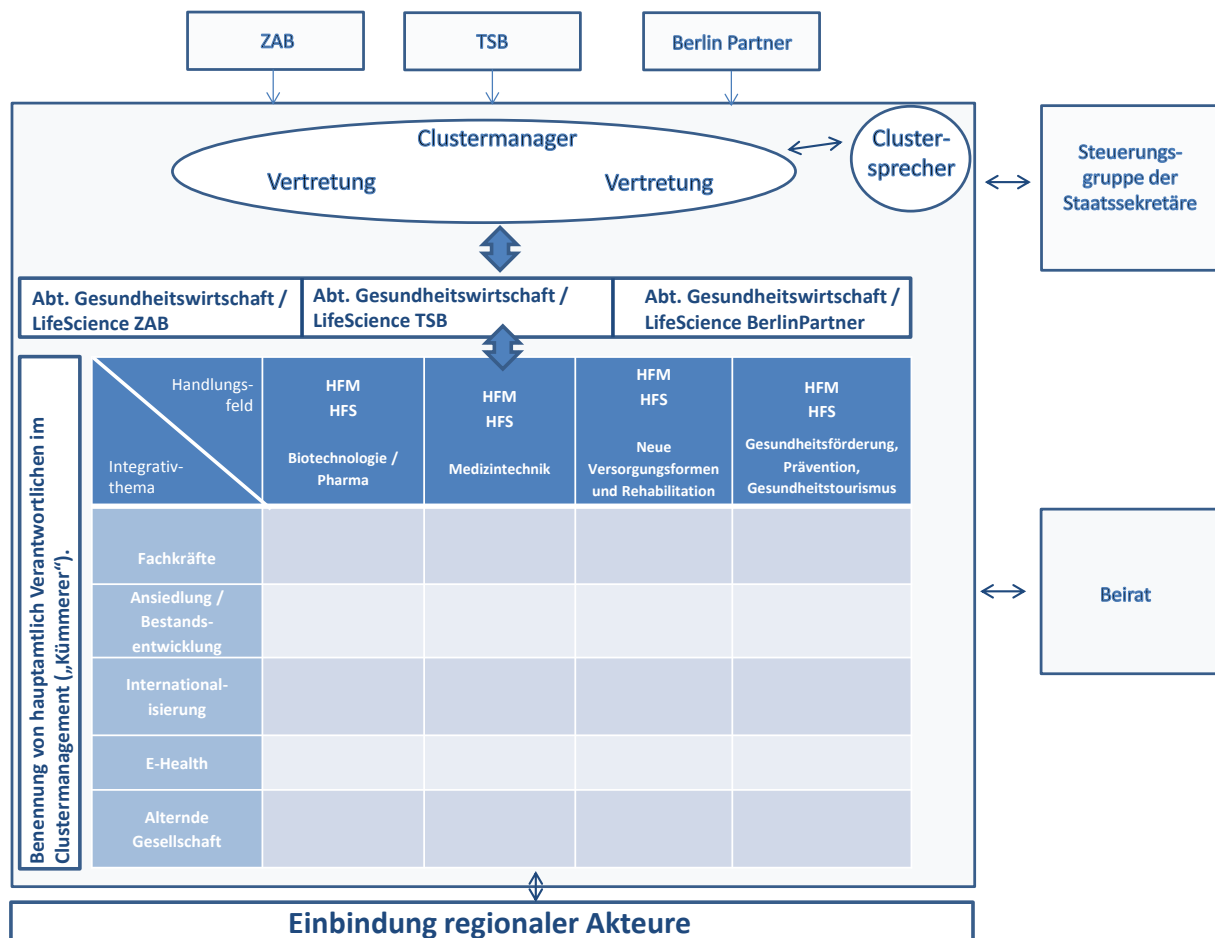 ZAB
TSB
Berlin Partner
Clustermanager
Vertretung
Vertretung
Cluster-
sprecher
Steuerungs-
gruppe der
Staatssekretäre
Abt. Gesundheitswirtschaft /
LifeScience ZAB
Abt. Gesundheitswirtschaft /
LifeScience TSB
Abt. Gesundheitswirtschaft /
LifeScience BerlinPartner
Benennung von hauptamtlich Verantwortlichen im
Clustermanagement („Kümmerer“).
Handlungs-
feld
Integrativ-
thema
HFM
HFS
Biotechnologie /
Pharma
HFM
HFS
Medizintechnik
HFM
HFS
Neue
Versorgungsformen
und Rehabilitation
HFM
HFS
Gesundheitsförderung,
Prävention,
Gesundheitstourismus
Fachkräfte
Ansiedlung /
Bestands-
entwicklung
International-
isierung
E-Health
Alternde
Gesellschaft
Beirat
Einbindung regionaler Akteure